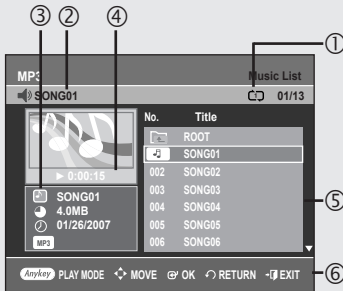 ③ ② ④ ①
MP3 Music List
SONG01 01/13
No. Title
ROOT
SONG01
002 SONG02
003 SONG03
004 SONG04
005 SONG05
006 SONG06
⑤
► 0:00:15
SONG01
4.0MB
01/26/2007
MP3
Anykey PLAY MODE MOVE OK RETURN EXIT
⑥